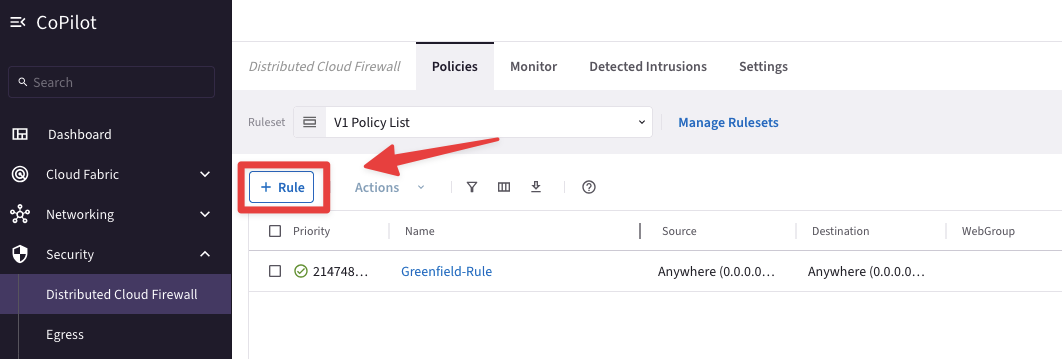 CoPilot
Search
Dashboard
Cloud Fabric
Networking
Security
Distributed Cloud Firewall
Egress
Distributed Cloud Firewall Policies Monitor Detected Intrusions Settings
Ruleset V1 Policy List Manage Rulesets
+ Rule Actions
Priority Name Source Destination WebGroup
214748... Greenfield-Rule Anywhere (0.0.0.0... Anywhere (0.0.0.0...